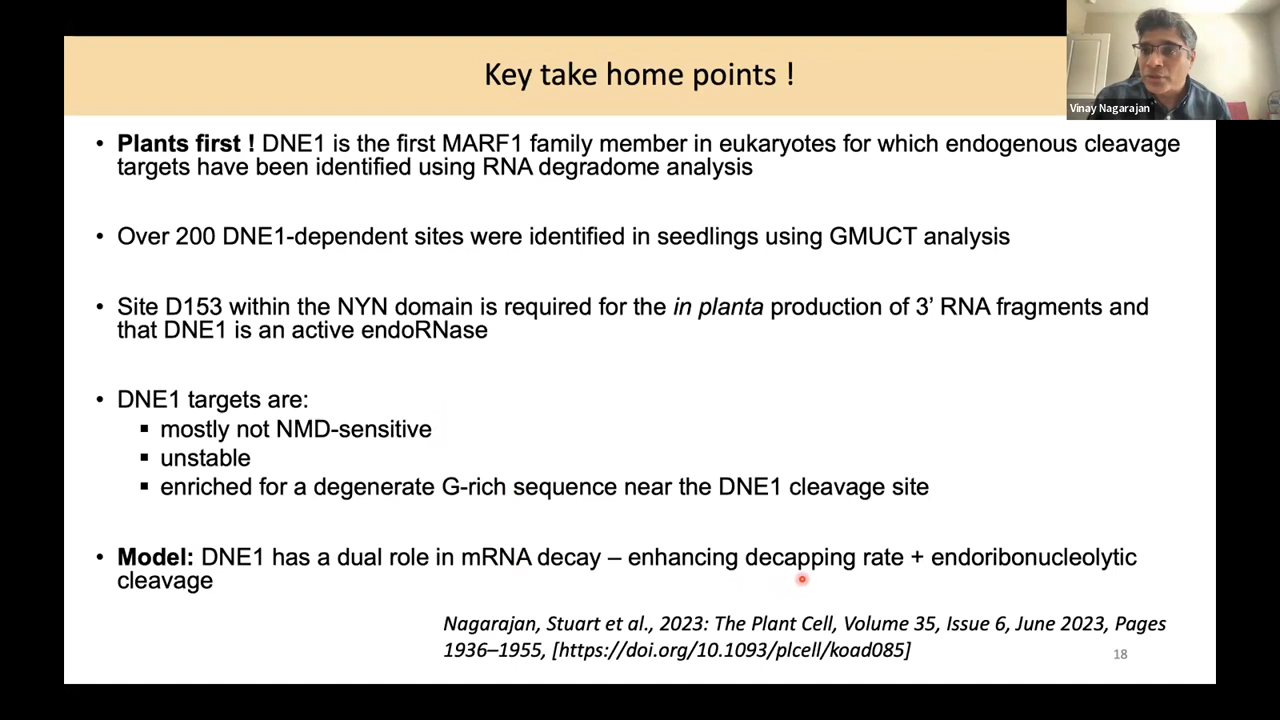 Key take home points !
Vinay Nagarajan
• Plants first ! DNE1 is the first MARF1 family member in eukaryotes for which endogenous cleavage
targets have been identified using RNA degradome analysis
• Over 200 DNE1-dependent sites were identified in seedlings using GMUCT analysis
• Site D153 within the NYN domain is required for the in planta production of 3’ RNA fragments and
that DNE1 is an active endoRNase
• DNE1 targets are:
▪ mostly not NMD-sensitive
▪ unstable
▪ enriched for a degenerate G-rich sequence near the DNE1 cleavage site
• Model: DNE1 has a dual role in mRNA decay – enhancing decapping rate + endoribonucleolytic
cleavage
Nagarajan, Stuart et al., 2023: The Plant Cell, Volume 35, Issue 6, June 2023, Pages
1936–1955, [https://doi.org/10.1093/plcell/koad085]
18